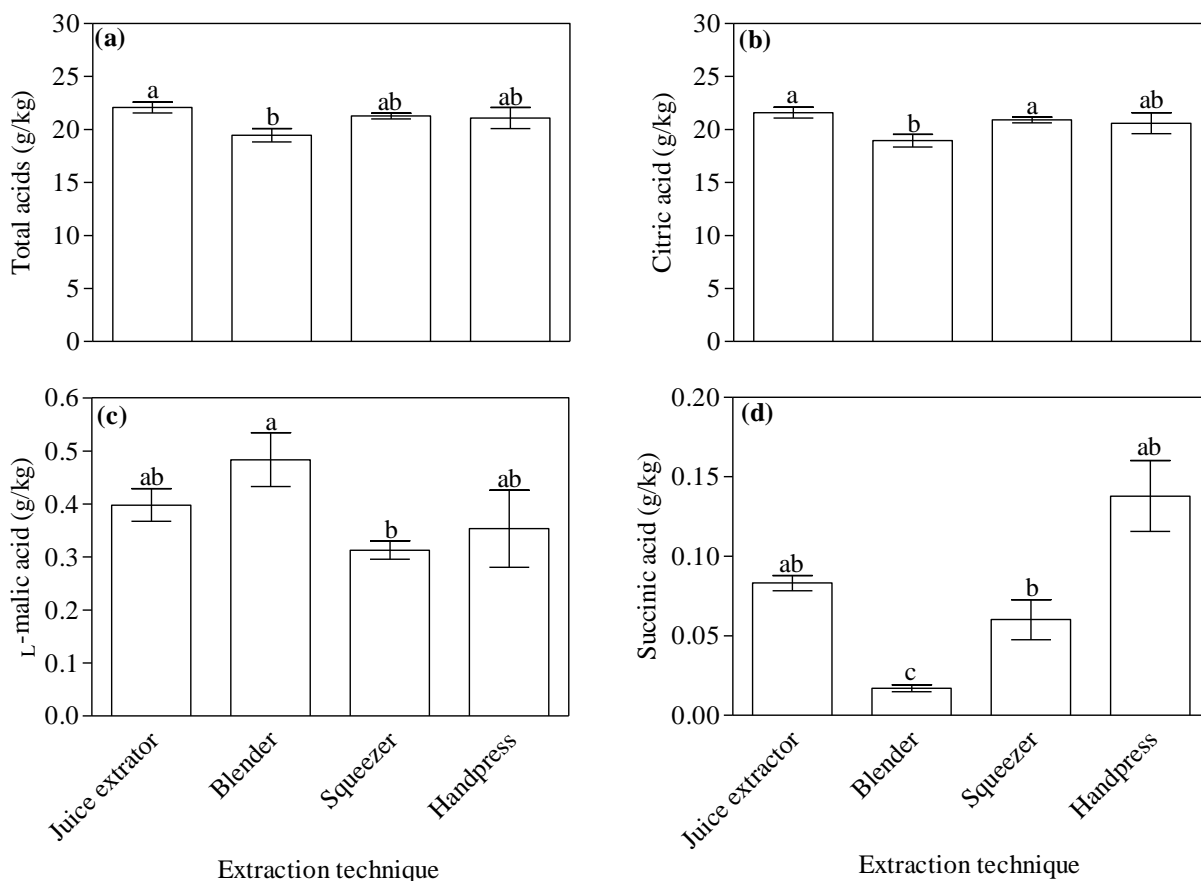 (a)
Total acids (g/kg)
30
25
20
15
10
5
0
a
b
ab
ab
(b)
Citric acid (g/kg)
30
25
20
15
10
5
0
a
b
a
ab
(c)
L-malic acid (g/kg)
0.6
0.5
0.4
0.3
0.2
0.1
0.0
ab
a
b
ab
Juice extrator
Blender
Squeezer
Handpress
Extraction technique
(d)
Succinic acid (g/kg)
0.20
0.15
0.10
0.05
0.00
ab
c
b
ab
Juice extractor
Blender
Squeezer
Handpress
Extraction technique